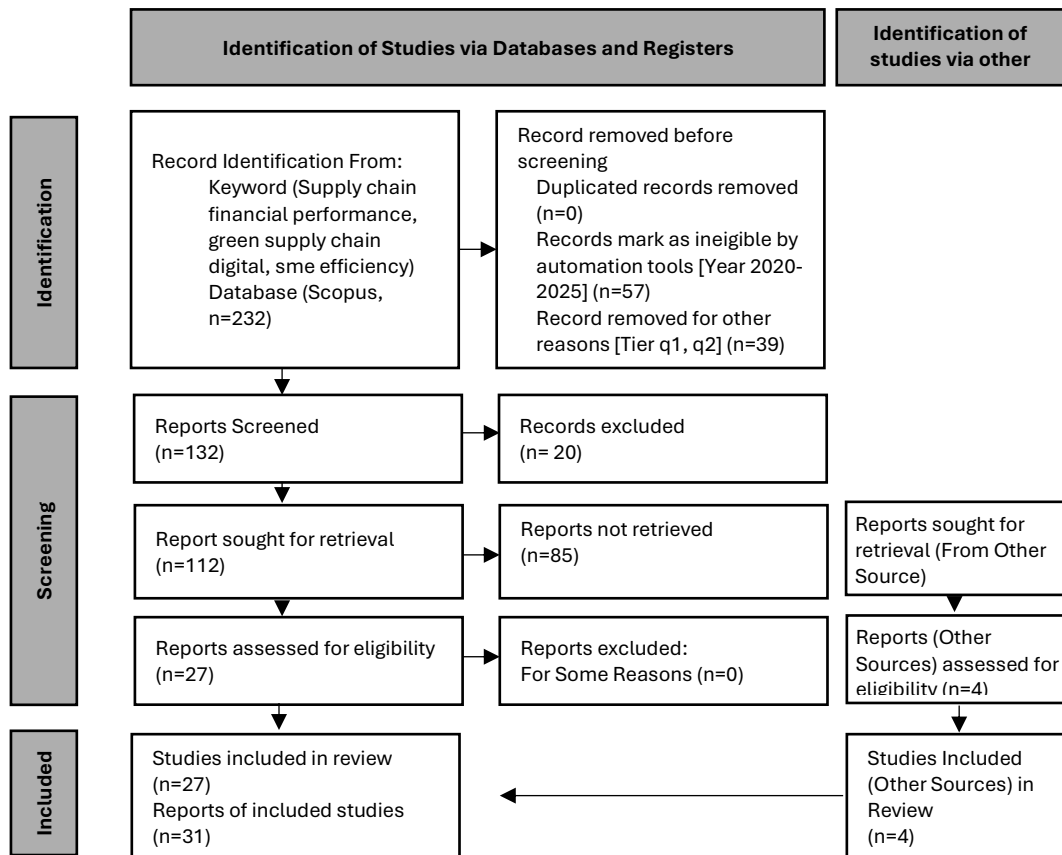 Identification of Studies via Databases and Registers
Identification of
studies via other
Identification
Record Identification From:
Keyword (Supply chain
financial performance,
green supply chain
digital, sme efficiency)
Database (Scopus,
n=232)
Record removed before
screening
Duplicated records removed
(n=0)
Records mark as ineigible by
automation tools [Year 2020-
2025] (n=57)
Record removed for other
reasons [Tier q1, q2] (n=39)
Screening
Reports Screened
(n=132)
Records excluded
(n= 20)
Report sought for retrieval
(n=112)
Reports not retrieved
(n=85)
Reports sought for
retrieval (From Other
Source)
Reports assessed for eligibility
(n=27)
Reports excluded:
For Some Reasons (n=0)
Reports (Other
Sources) assessed for
eligibility (n=4)
Included
Studies included in review
(n=27)
Reports of included studies
(n=31)
Studies Included
(Other Sources) in
Review
(n=4)